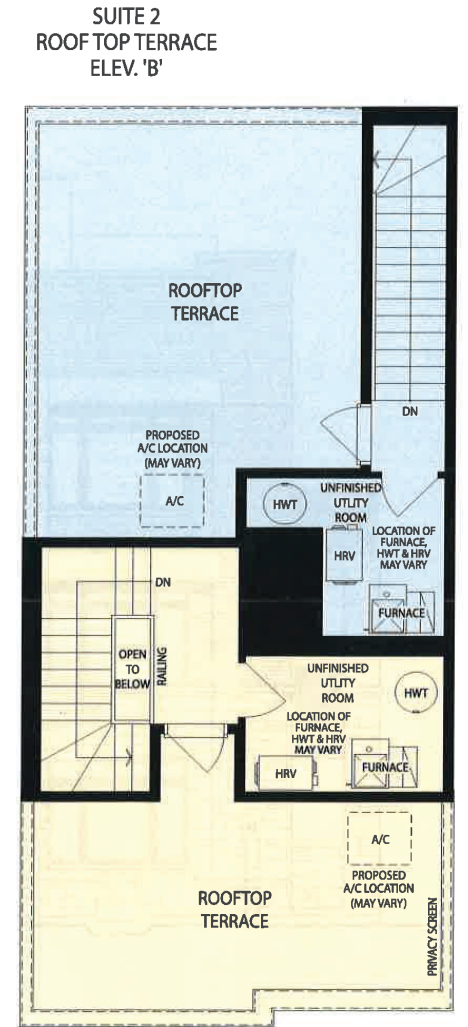 SUITE 2
ROOF TOP TERRACE
ELEV. 'B'
ROOFTOP
TERRACE
DN
PROPOSED
A/C LOCATION
(MAY VARY)
A/C
HWT
UNFINISHED
UTLITY
ROOM
HRV
LOCATION OF
FURNACE,
HWT & HRV
MAY VARY
FURNACE
DN
OPEN
TO
BELOW
RAILING
UNFINISHED
UTLITY
ROOM
HWT
LOCATION OF
FURNACE,
HWT & HRV
MAY VARY
HRV
FURNACE
A/C
PROPOSED
A/C LOCATION
(MAY VARY)
ROOFTOP
TERRACE
PRIVACY SCREEN